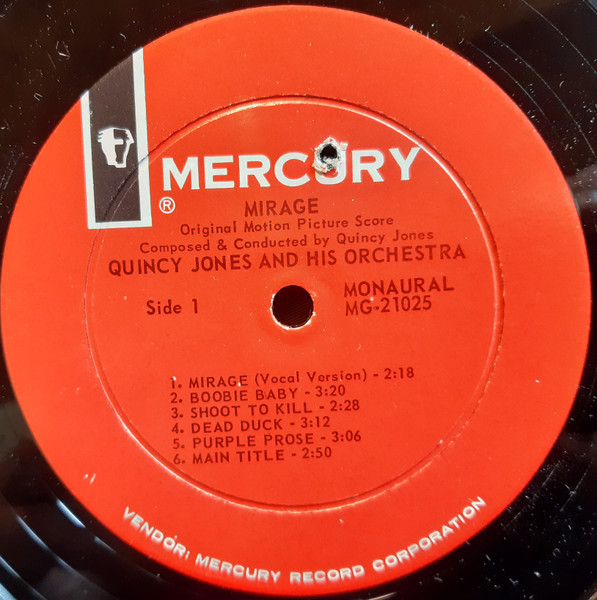 MERCURY
®
MIRAGE
Original Motion Picture Score
Composed & Conducted by Quincy Jones
QUINCY JONES AND HIS ORCHESTRA
Side 1
MONAURAL
MG-21025
1. MIRAGE (Vocal Version) - 2:18
2. BOOBIE BABY - 3:20
3. SHOOT TO KILL - 2:28
4. DEAD DUCK - 3:12
5. PURPLE PROSE - 3:06
6. MAIN TITLE - 2:50
VENDOR: MERCURY RECORD CORPORATION